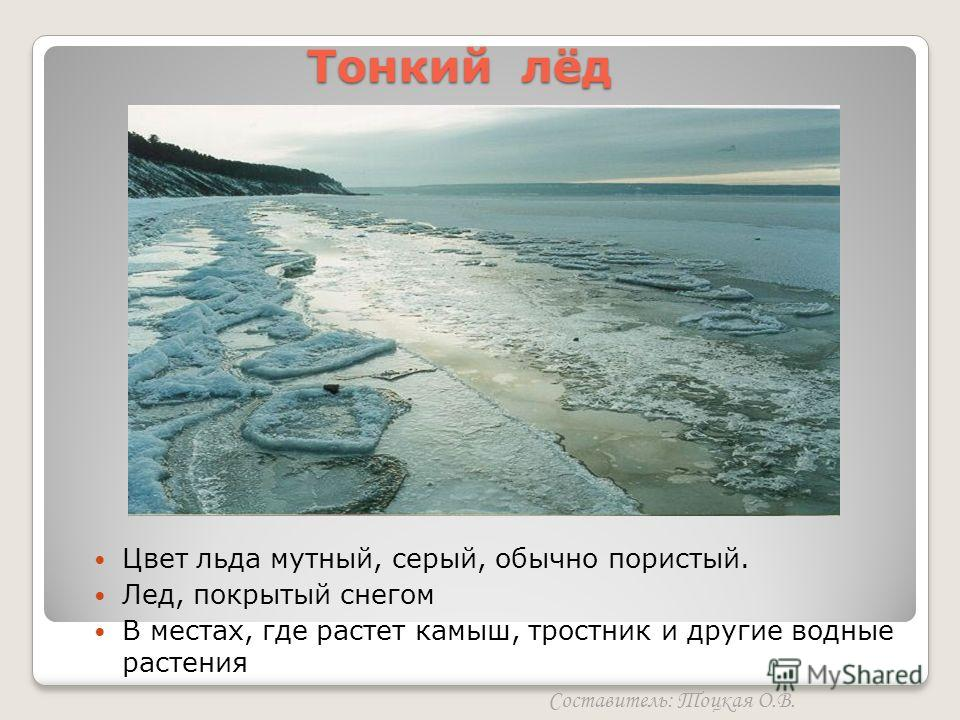 Тонкий лёд
Цвет льда мутный, серый, обычно пористый.
Лед, покрытый снегом
В местах, где растет камыш, тростник и другие водные
растения
MyShared
Составитель: Тоцкая О.В.